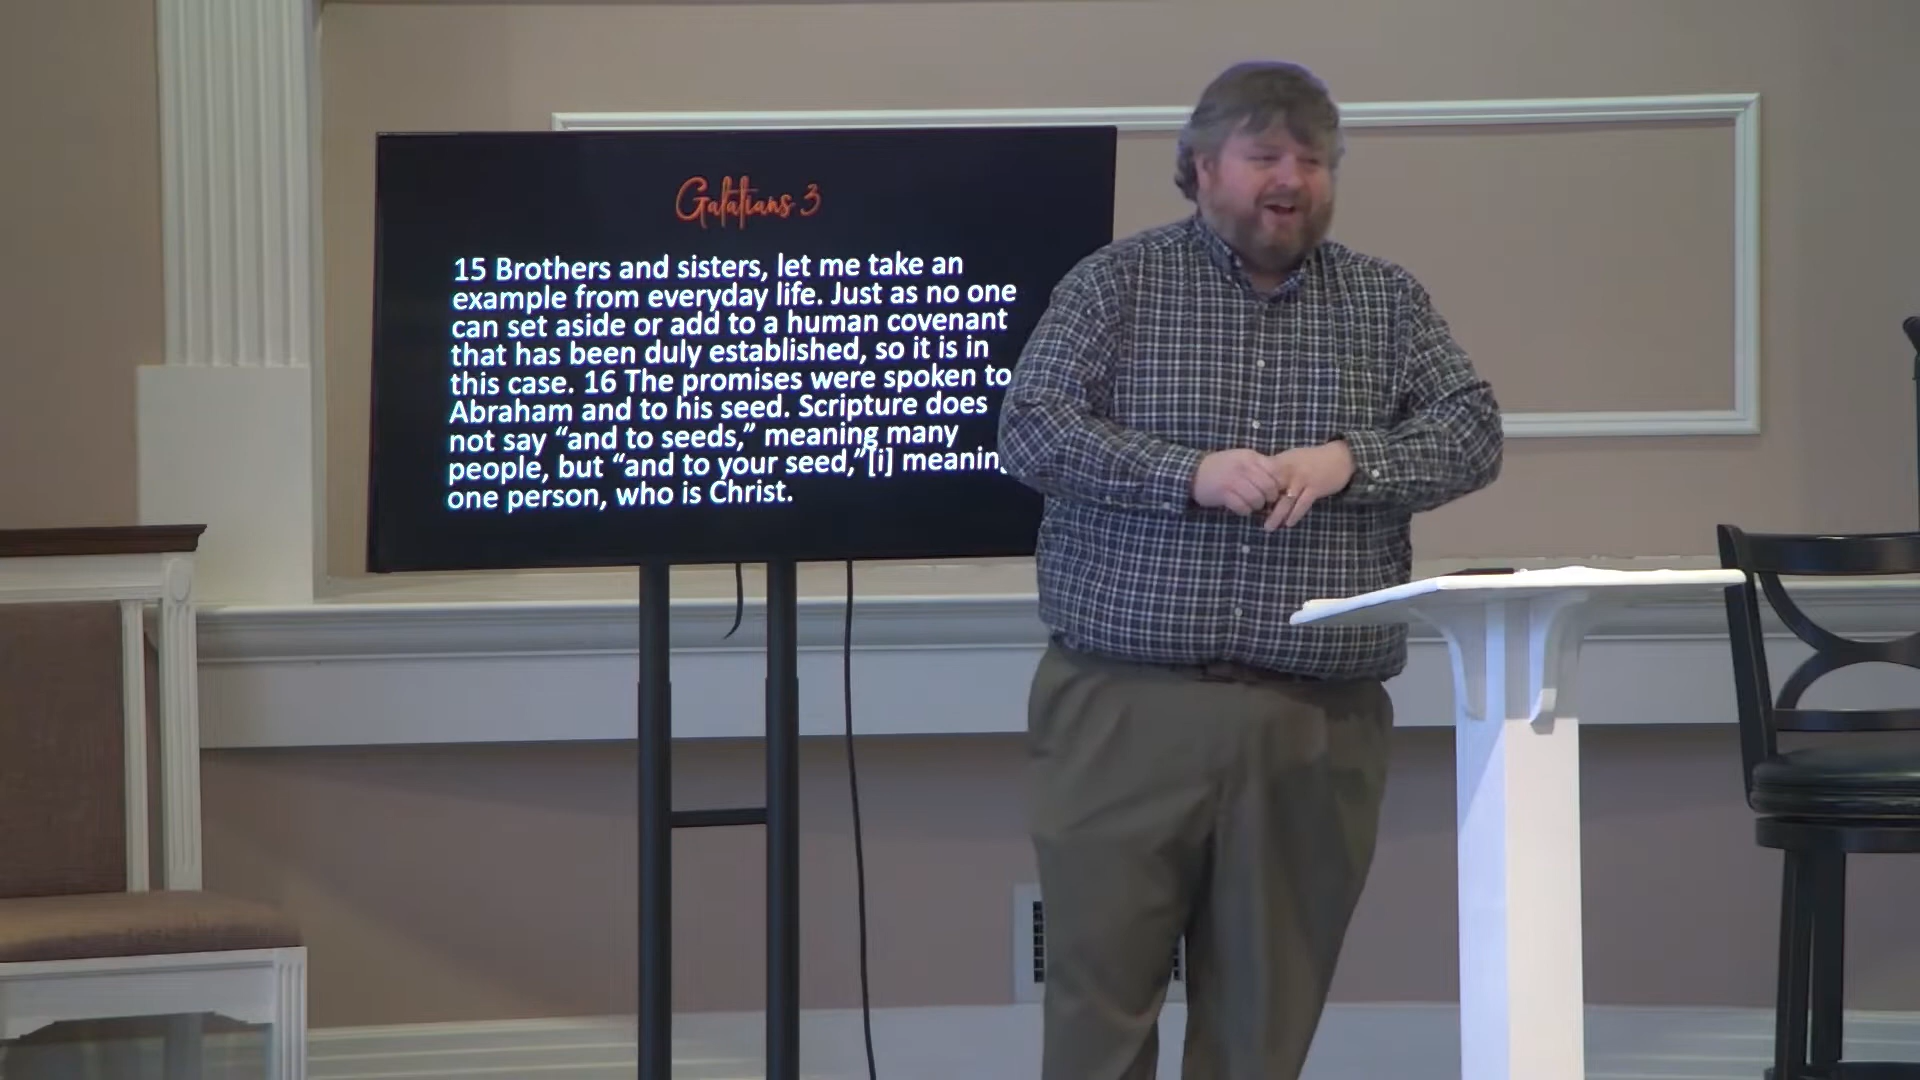 Galatians 3
15 Brothers and sisters, let me take an
example from everyday life. Just as no one
can set aside or add to a human covenant
that has been duly established, so it is in
this case. 16 The promises were spoken to
Abraham and to his seed. Scripture does
not say “and to seeds,” meaning many
people, but “and to your seed,”[i] meaning
one person, who is Christ.